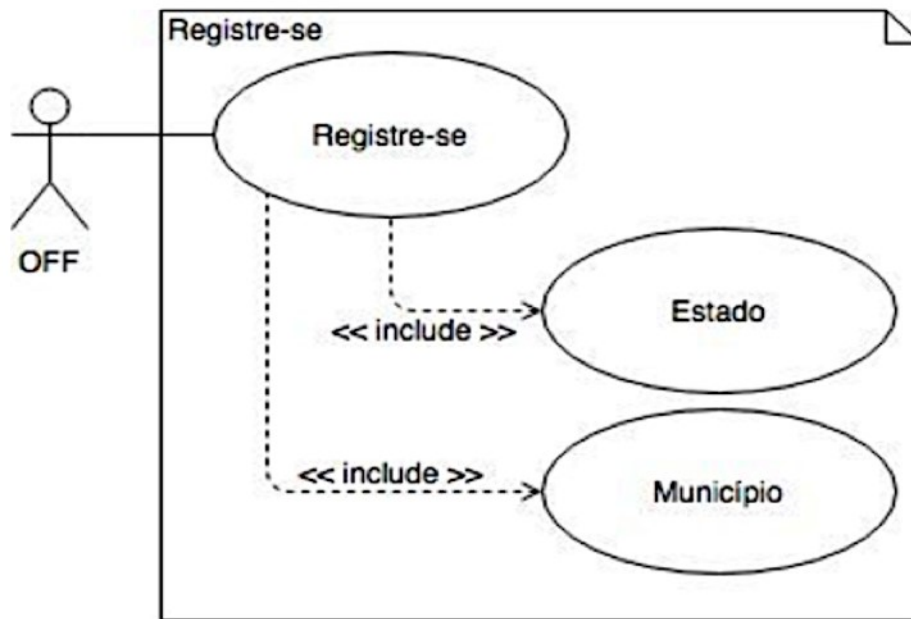 Registre-se
Registre-se
OFF
Estado
<< include >>
<< include >>
Município